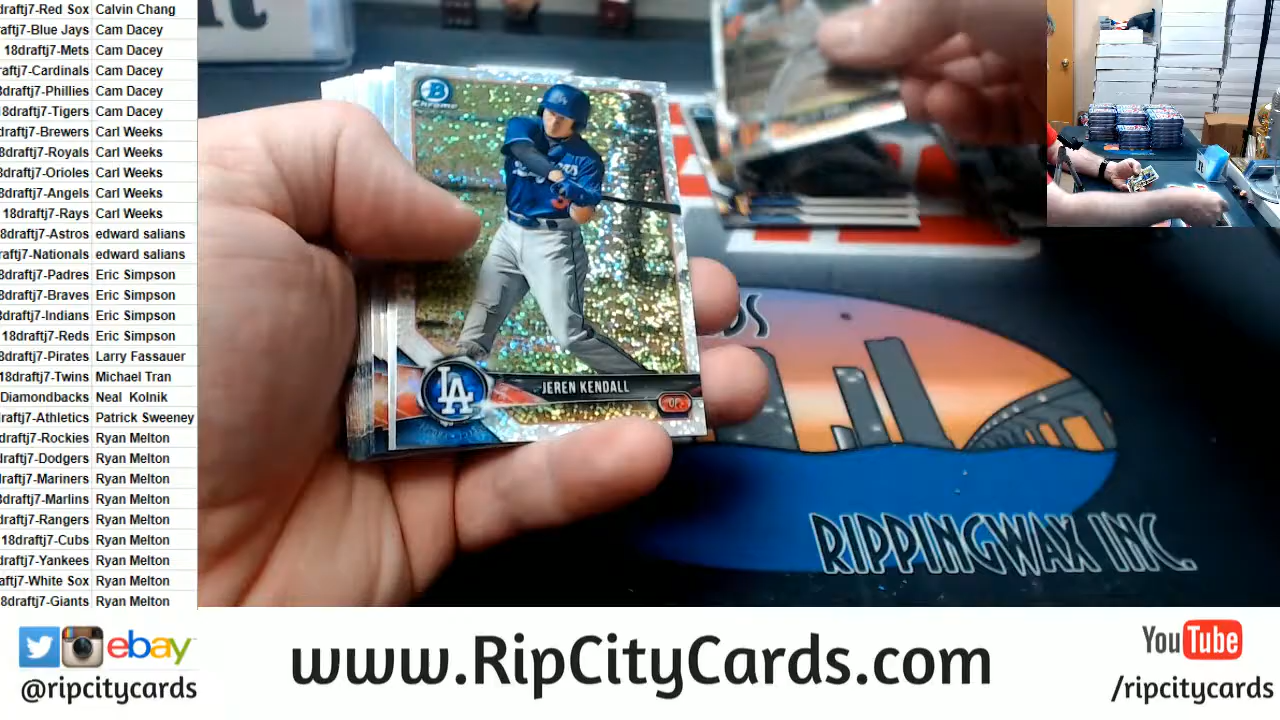 draftj7-Red Sox Calvin Chang
aftj7-Blue Jays Cam Dacey
18draftj7-Mets Cam Dacey
aftj7-Cardinals Cam Dacey
draftj7-Phillies Cam Dacey
8draftj7-Tigers Cam Dacey
draftj7-Brewers Carl Weeks
8draftj7-Royals Carl Weeks
draftj7-Orioles Carl Weeks
8draftj7-Angels Carl Weeks
18draftj7-Rays Carl Weeks
8draftj7-Astros edward salians
raftj7-Nationals edward salians
8draftj7-Padres Eric Simpson
8draftj7-Braves Eric Simpson
draftj7-Indians Eric Simpson
18draftj7-Reds Eric Simpson
8draftj7-Pirates Larry Fassauer
18draftj7-Twins Michael Tran
Diamondbacks Neal Kolnik
raftj7-Athletics Patrick Sweeney
draftj7-Rockies Ryan Melton
draftj7-Dodgers Ryan Melton
raftj7-Mariners Ryan Melton
8draftj7-Marlins Ryan Melton
draftj7-Rangers Ryan Melton
18draftj7-Cubs Ryan Melton
raftj7-Yankees Ryan Melton
aftj7-White Sox Ryan Melton
8draftj7-Giants Ryan Melton
B
Chrome
LA
JEREN KENDALL
OF
DS
RIPPINGWAX INC.
ebay
@ripcitycards
www.RipCityCards.com
YouTube
/ripcitycards